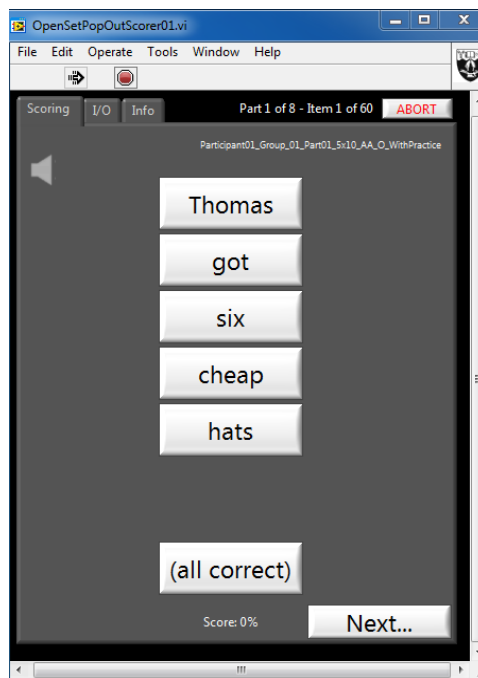 OpenSetPopOutScorer01.vi
File Edit Operate Tools Window Help
Scoring I/O Info Part 1 of 8 - Item 1 of 60 ABORT
Participant01_Group_01_Part01_5x10_AA_O_WithPractice
Thomas
got
six
cheap
hats
(all correct)
Score: 0% Next...